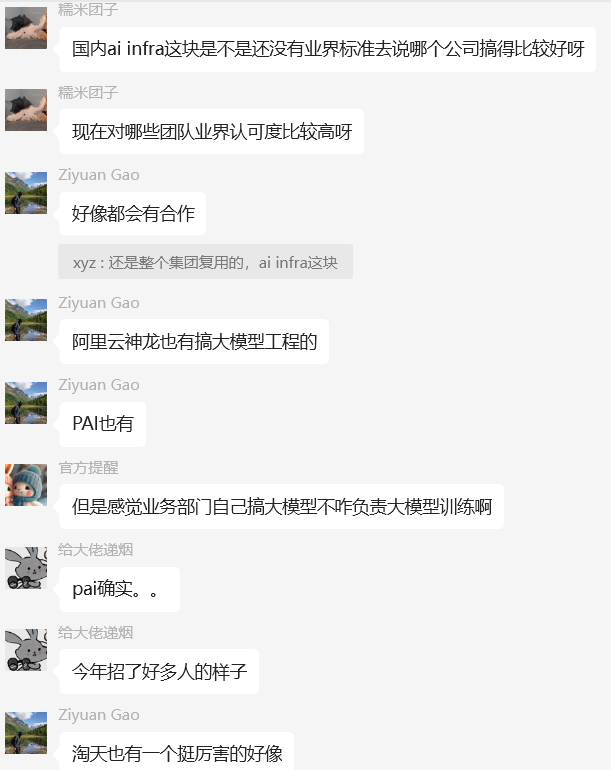 糯米团子
国内ai infra这块是不是还没有业界标准去说哪个公司搞得比较好呀
糯米团子
现在对哪些团队业界认可度比较高呀
Ziyuan Gao
好像都会有合作
xyz : 还是整个集团复用的，ai infra这块
Ziyuan Gao
阿里云神龙也有搞大模型工程的
Ziyuan Gao
PAI也有
官方提醒
但是感觉业务部门自己搞大模型不咋负责大模型训练啊
给大佬递烟
pai确实。。
给大佬递烟
今年招了好多人的样子
Ziyuan Gao
淘天也有一个挺厉害的好像